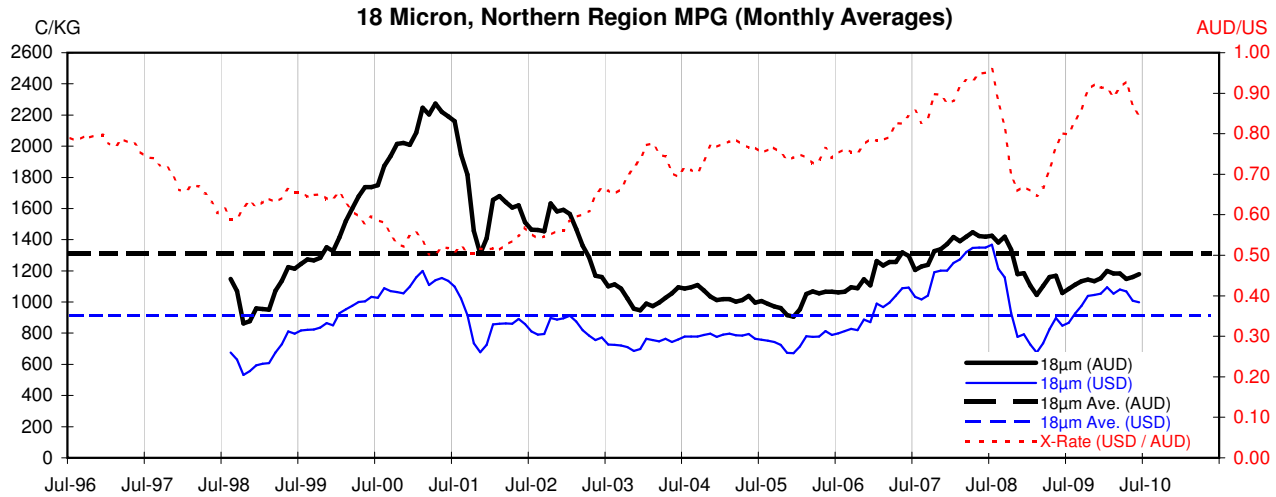 18 Micron, Northern Region MPG (Monthly Averages)
C/KG
AUD/US
2600
2400
2200
2000
1800
1600
1400
1200
1000
800
600
400
200
0
1.00
0.90
0.80
0.70
0.60
0.50
0.40
0.30
0.20
0.10
0.00
18µm (AUD)
18µm (USD)
18µm Ave. (AUD)
18µm Ave. (USD)
X-Rate (USD / AUD)
Jul-96 Jul-97 Jul-98 Jul-99 Jul-00 Jul-01 Jul-02 Jul-03 Jul-04 Jul-05 Jul-06 Jul-07 Jul-08 Jul-09 Jul-10